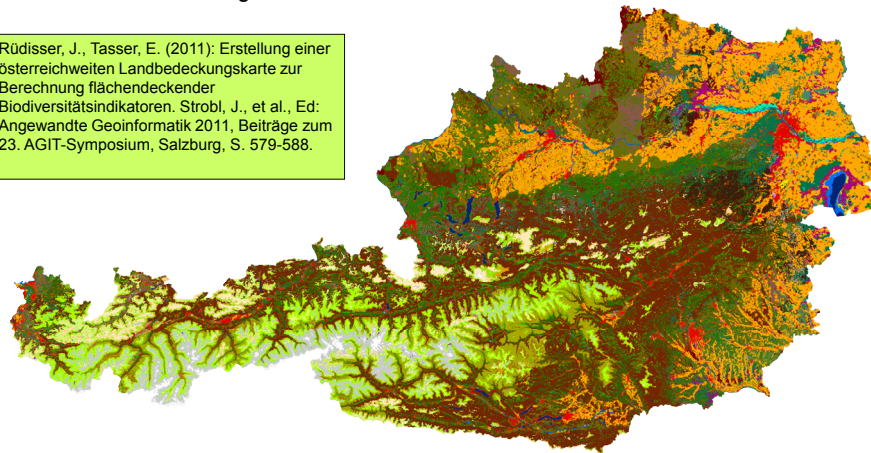 Rüdisser, J., Tasser, E. (2011): Erstellung einer
österreichweiten Landbedeckungskarte zur
Berechnung flächendeckender
Biodiversitätsindikatoren. Strobl, J., et al., Ed:
Angewandte Geoinformatik 2011, Beiträge zum
23. AGIT-Symposium, Salzburg, S. 579-588.